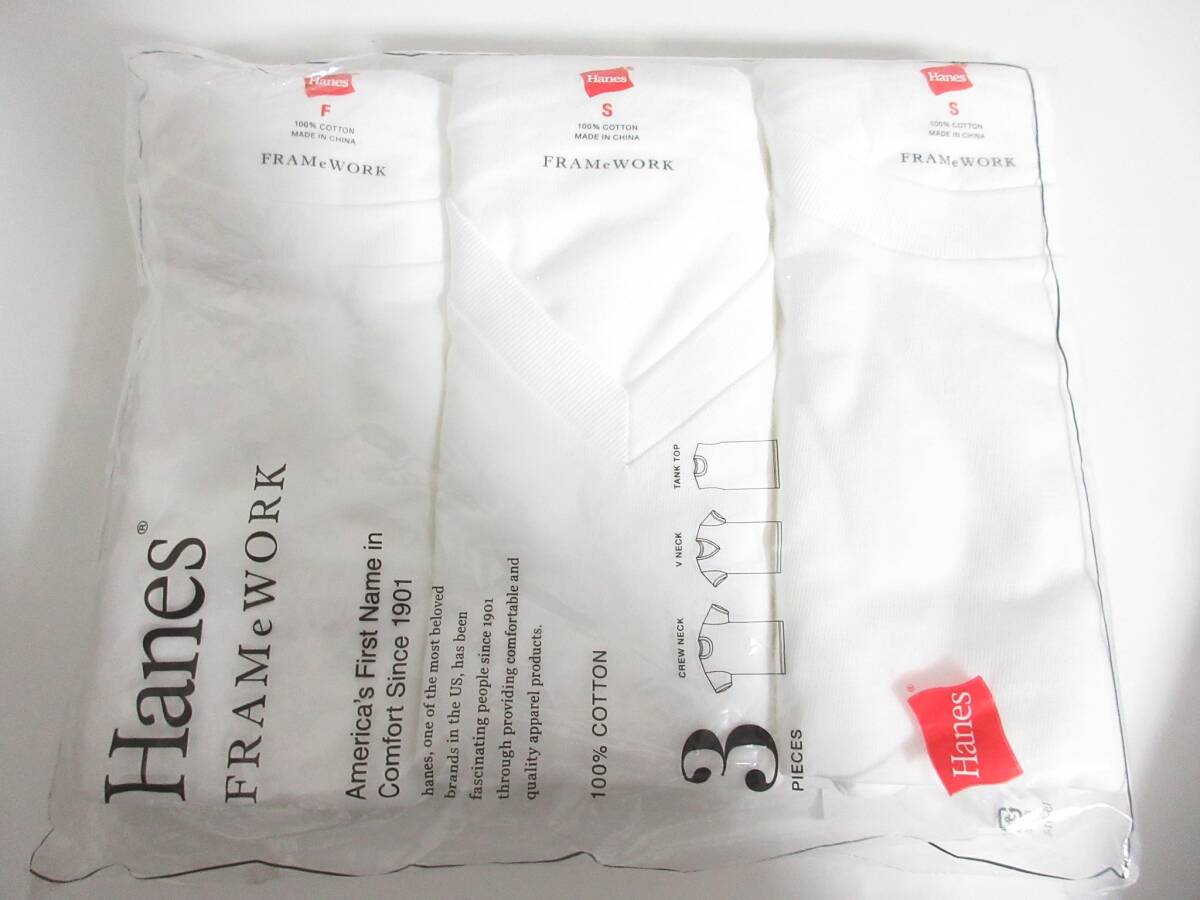 Hanes
F
100% COTTON
MADE IN CHINA
FRAMeWORK
Hanes
S
100% COTTON
MADE IN CHINA
FRAMeWORK
Hanes
S
100% COTTON
MADE IN CHINA
FRAMeWORK
Hanes®
FRAMeWORK
America's First Name in
Comfort Since 1901
hanes, one of the most beloved
brands in the US, has been
fascinating people since 1901
through providing comfortable and
quality apparel products.
100% COTTON
3
PIECES
CREW NECK
V NECK
TANK TOP
Hanes®